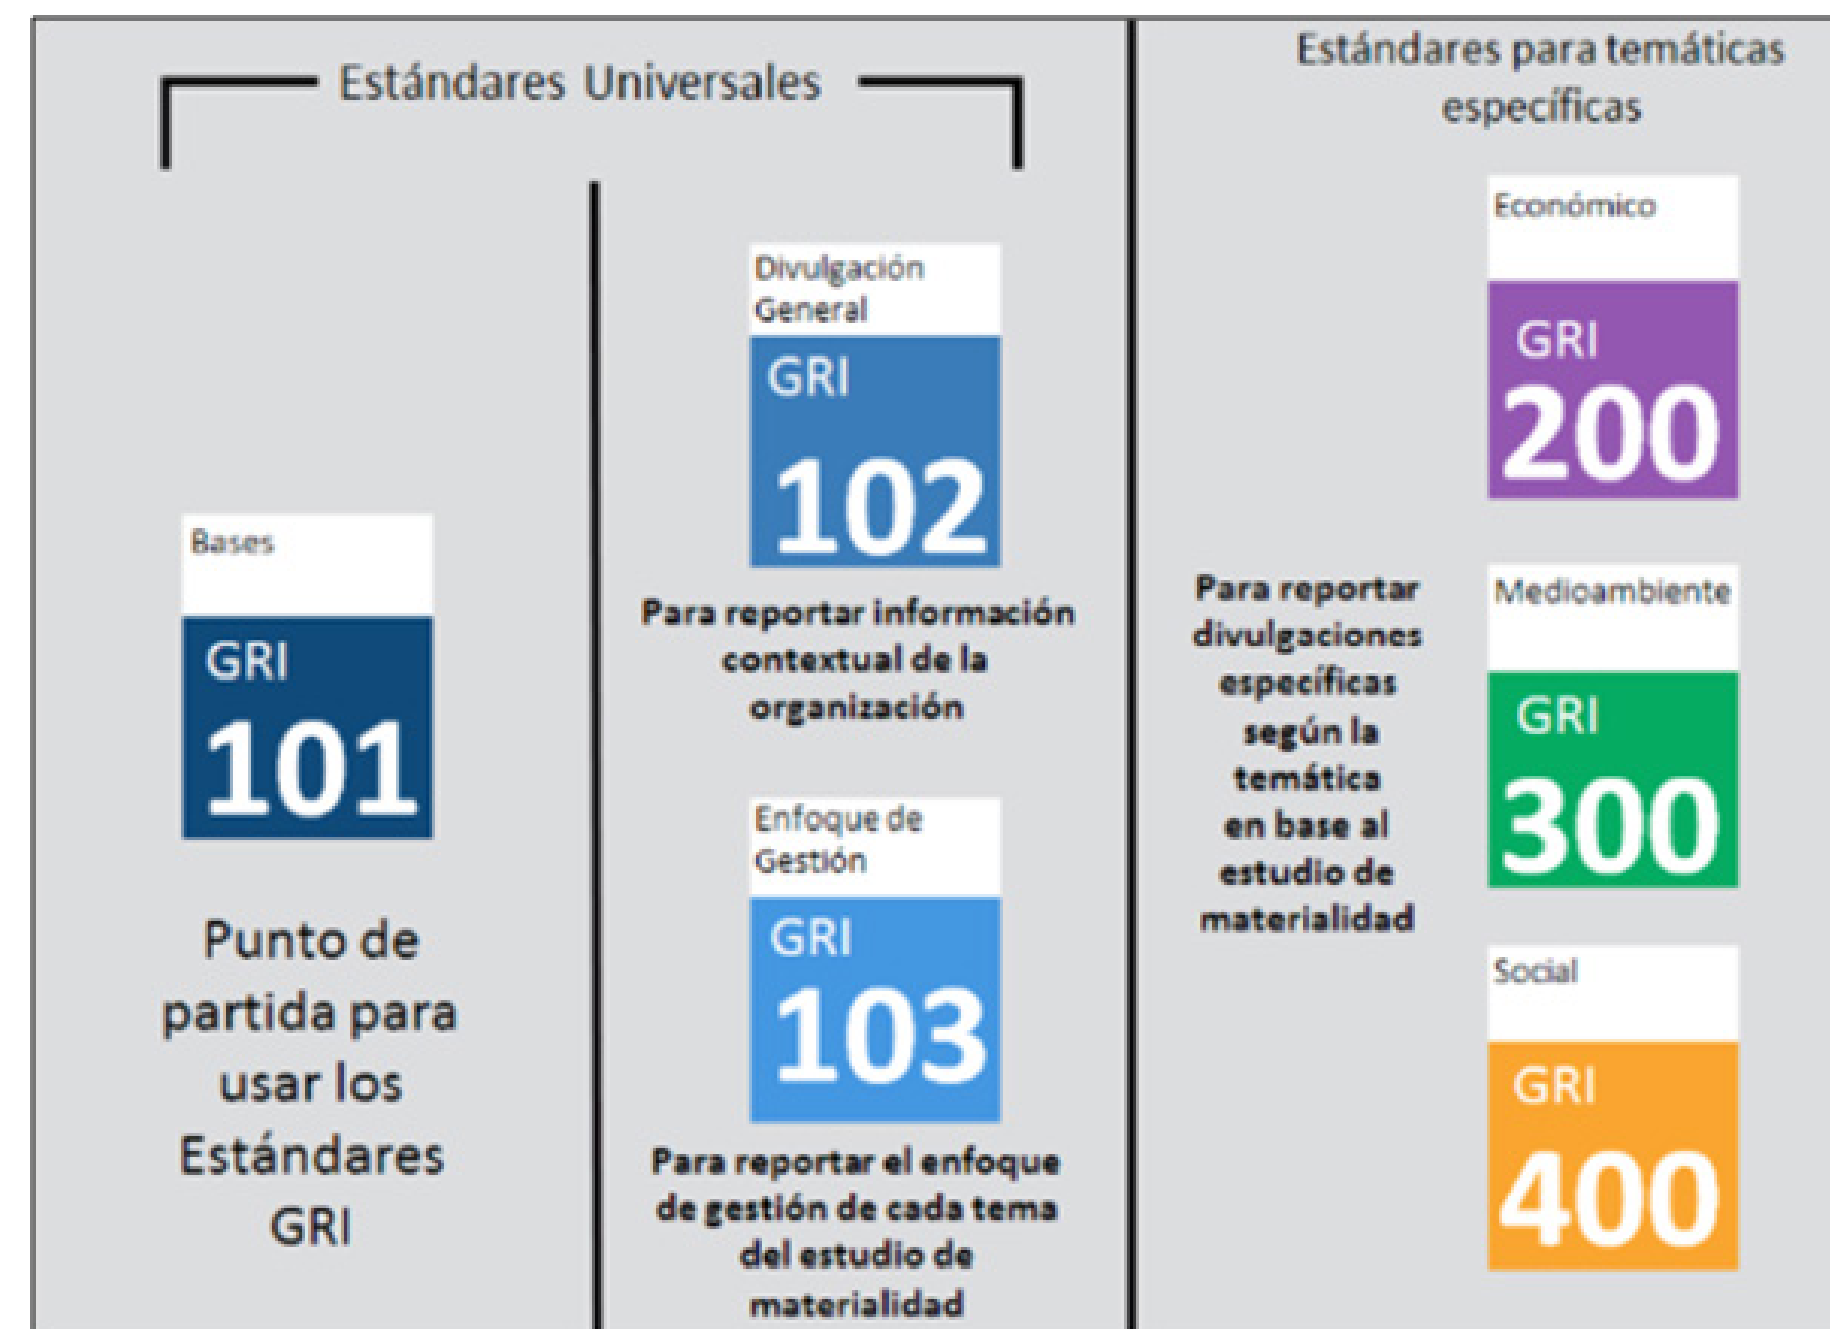 Estándares Universales
Bases
GRI
101
Punto de
partida para
usar los
Estándares
GRI
Divulgación
General
GRI
102
Para reportar información
contextual de la
organización
Enfoque de
Gestión
GRI
103
Para reportar el enfoque
de gestión de cada tema
del estudio de
materialidad
Estándares para temáticas
específicas
Para reportar
divulgaciones
específicas
según la
temática
en base al
estudio de
materialidad
Económico
GRI
200
Medioambiente
GRI
300
Social
GRI
400